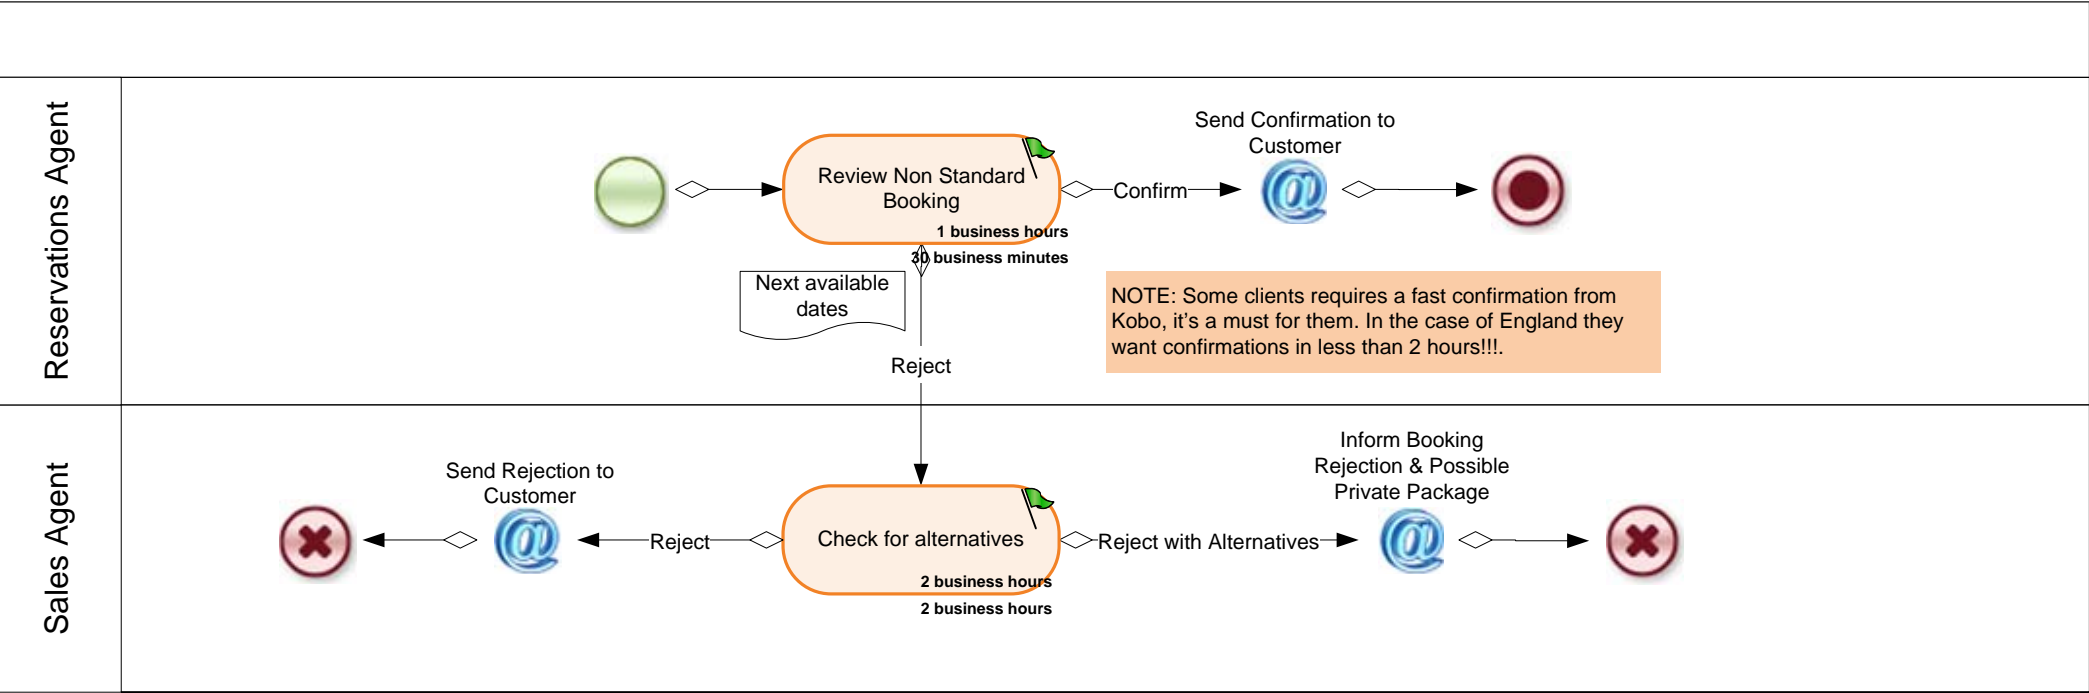 Reservations Agent
Send Confirmation to
Customer
Review Non Standard
Booking
Confirm
1 business hours
30 business minutes
Next available
dates
NOTE: Some clients requires a fast confirmation from
Kobo, it's a must for them. In the case of England they
want confirmations in less than 2 hours!!!.
Reject
Sales Agent
Send Rejection to
Customer
Reject
Check for alternatives
2 business hours
2 business hours
Reject with Alternatives
Inform Booking
Rejection & Possible
Private Package